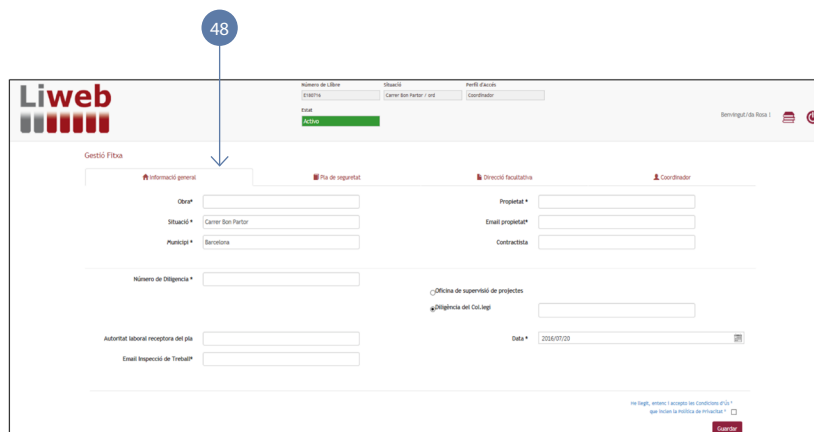 48
Liweb
Número de Llibre Situació Perfil d'Accés
E160716 Carrer Bon Partor / ord Coordinador
Estat
Activo
Benvingut/da Rosa !
Gestió Fitxa
Informació general Pla de seguretat Direcció facultativa Coordinador
Obra* Propietat *
Situació * Carrer Bon Partor Email propietat*
Municipi * Barcelona Contractista
Número de Diligencia *
Oficina de supervisió de projectes
Diligència del Col.legi
Autoritat laboral receptora del pla Data * 2016/07/20
Email Inspecció de Treball*
He llegit, entenc i accepto les Condicions d'Ús *
que inclen la Política de Privacitat *
Guardar